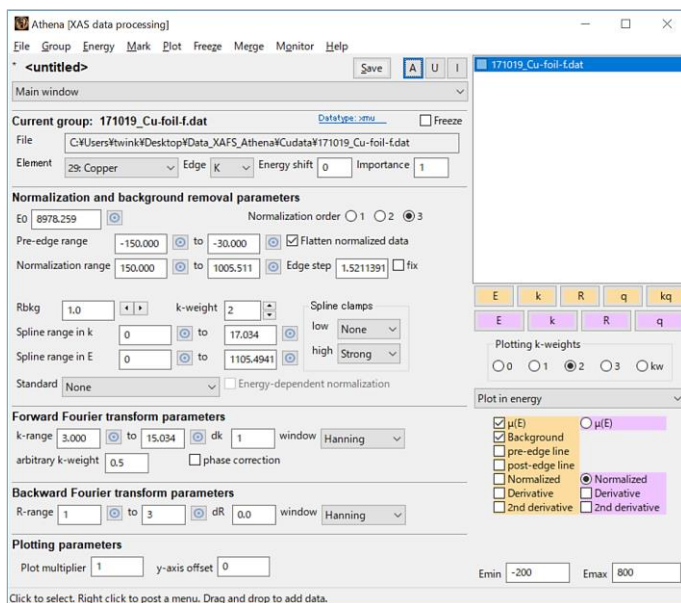 Athena [XAS data processing]
File Group Energy Mark Plot Freeze Merge Monitor Help
* <untitled> Save A U I
Main window
Current group: 171019_Cu-foil-f.dat Datatype: xmu Freeze
File C:¥Users¥twink¥Desktop¥Data_XAFS_Athena¥Cudata¥171019_Cu-foil-f.dat
Element 29: Copper Edge K Energy shift 0 Importance 1
Normalization and background removal parameters
E0 8978.259 Normalization order 1 2 3
Pre-edge range -150.000 to -30.000 Flatten normalized data
Normalization range 150.000 to 1005.511 Edge step 1.5211391 fix
Rbkg 1.0 k-weight 2 Spline clamps
Spline range in k 0 to 17.034 low None
Spline range in E 0 to 1105.4941 high Strong
Standard None Energy-dependent normalization
Forward Fourier transform parameters
k-range 3.000 to 15.034 dk 1 window Hanning
arbitrary k-weight 0.5 phase correction
Backward Fourier transform parameters
R-range 1 to 3 dR 0.0 window Hanning
Plotting parameters
Plot multiplier 1 y-axis offset 0
Click to select. Right click to post a menu. Drag and drop to add data.
171019_Cu-foil-f.dat
E k R q kq
E k R q
Plotting k-weights
0 1 2 3 kw
Plot in energy
μ(E) μ(E)
Background
pre-edge line
post-edge line
Normalized Normalized
Derivative Derivative
2nd derivative 2nd derivative
Emin -200 Emax 800